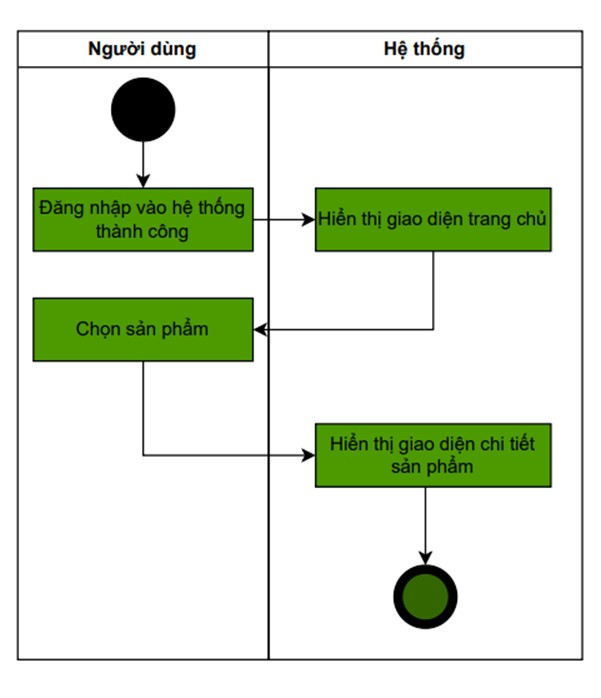 Người dùng
Hệ thống
Đăng nhập vào hệ thống
thành công
Hiển thị giao diện trang chủ
Chọn sản phẩm
Hiển thị giao diện chi tiết
sản phẩm